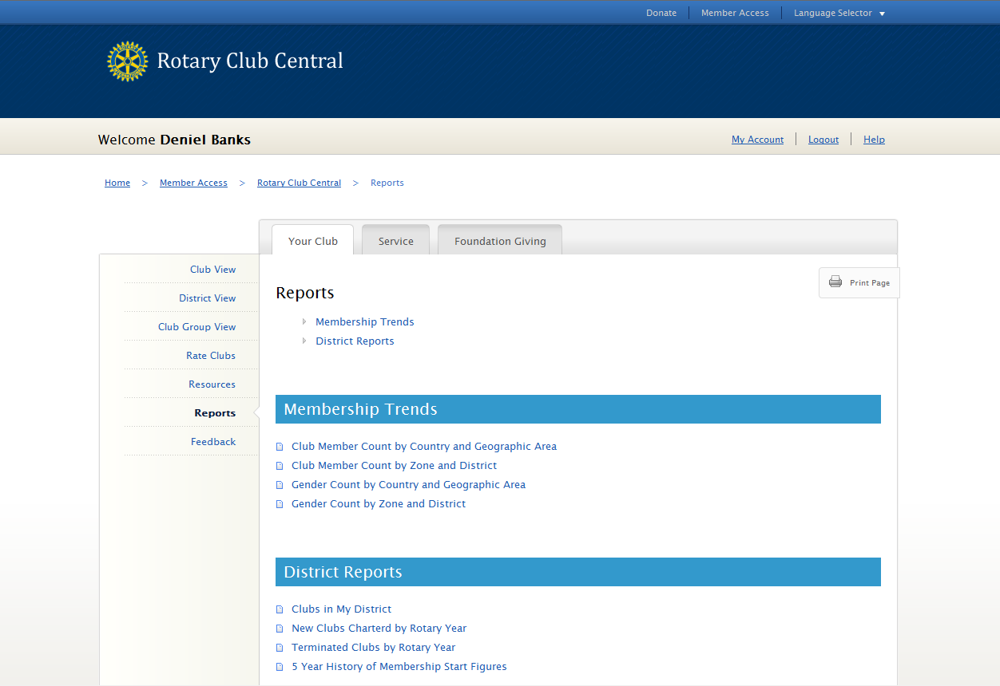 Donate Member Access Language Selector
Rotary Club Central
Welcome Deniel Banks My Account Logout Help
Home > Member Access > Rotary Club Central > Reports
Your Club Service Foundation Giving
Club View
District View
Club Group View
Rate Clubs
Resources
Reports
Feedback
Print Page
Reports
Membership Trends
District Reports
Membership Trends
Club Member Count by Country and Geographic Area
Club Member Count by Zone and District
Gender Count by Country and Geographic Area
Gender Count by Zone and District
District Reports
Clubs in My District
New Clubs Charterd by Rotary Year
Terminated Clubs by Rotary Year
5 Year History of Membership Start Figures